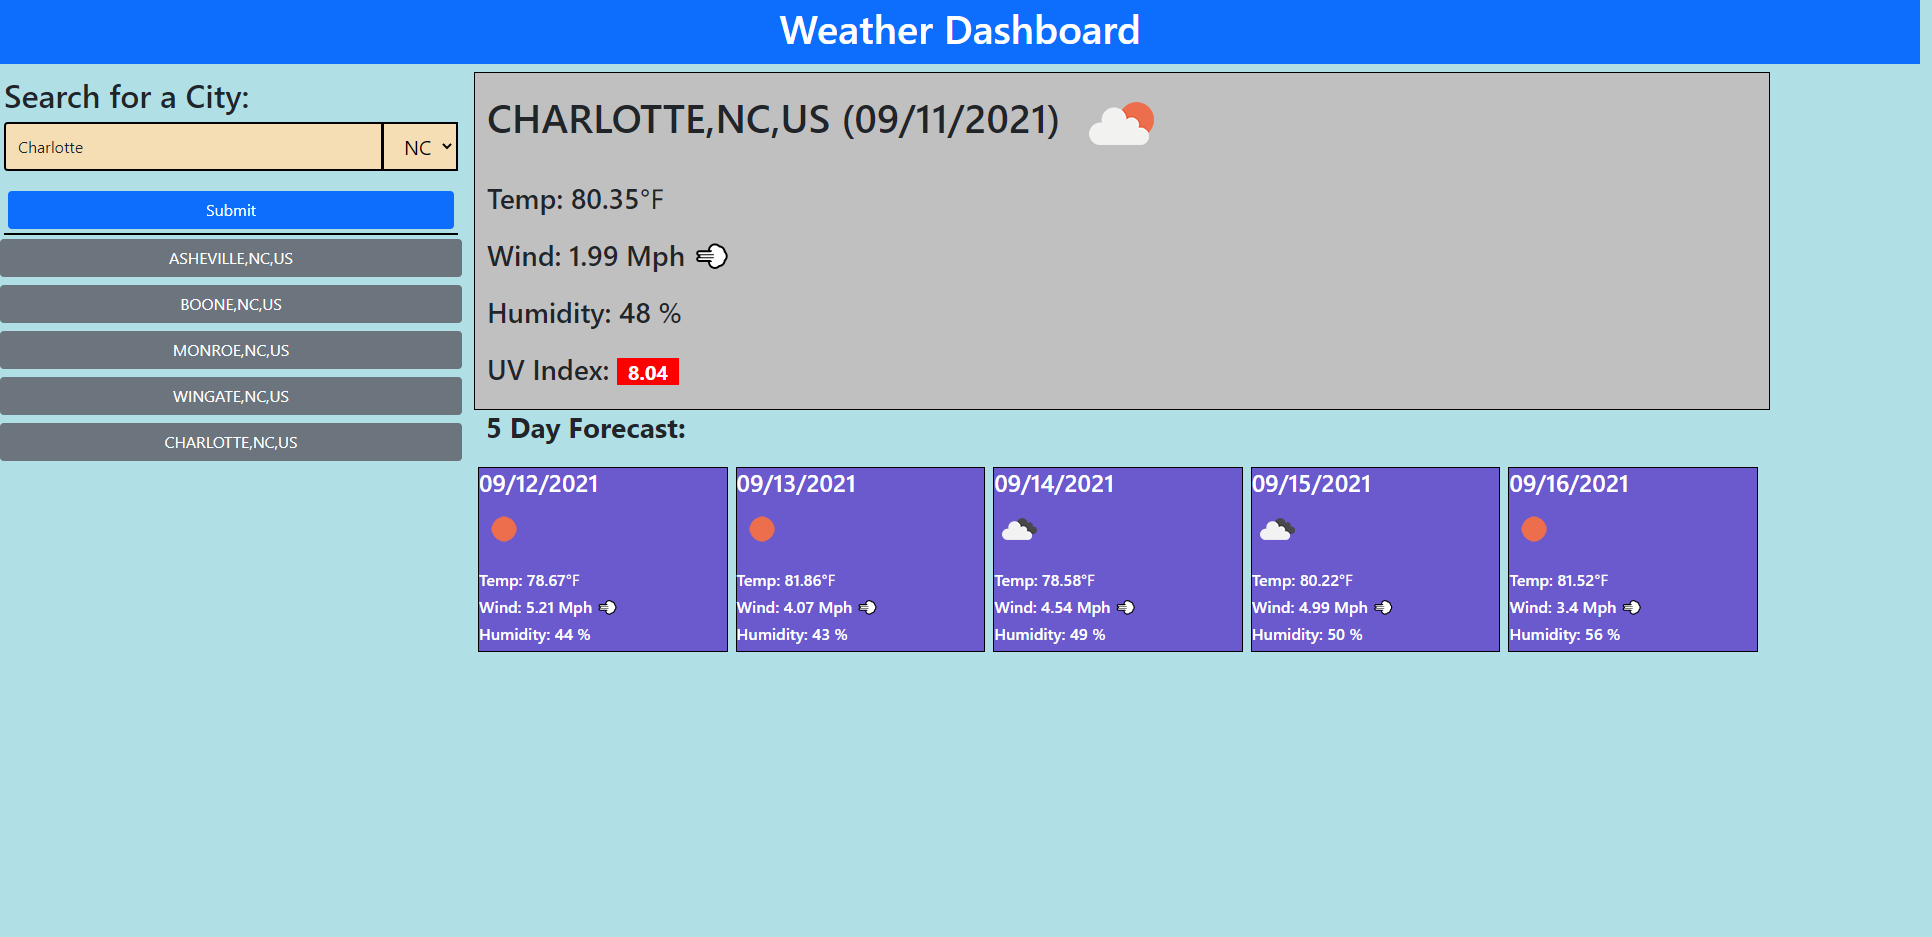 Weather Dashboard
Search for a City:
Charlotte
NC
Submit
ASHEVILLE,NC,US
BOONE,NC,US
MONROE,NC,US
WINGATE,NC,US
CHARLOTTE,NC,US
CHARLOTTE,NC,US (09/11/2021)
Temp: 80.35°F
Wind: 1.99 Mph
Humidity: 48 %
UV Index: 8.04
5 Day Forecast:
09/12/2021
Temp: 78.67°F
Wind: 5.21 Mph
Humidity: 44 %
09/13/2021
Temp: 81.86°F
Wind: 4.07 Mph
Humidity: 43 %
09/14/2021
Temp: 78.58°F
Wind: 4.54 Mph
Humidity: 49 %
09/15/2021
Temp: 80.22°F
Wind: 4.99 Mph
Humidity: 50 %
09/16/2021
Temp: 81.52°F
Wind: 3.4 Mph
Humidity: 56 %